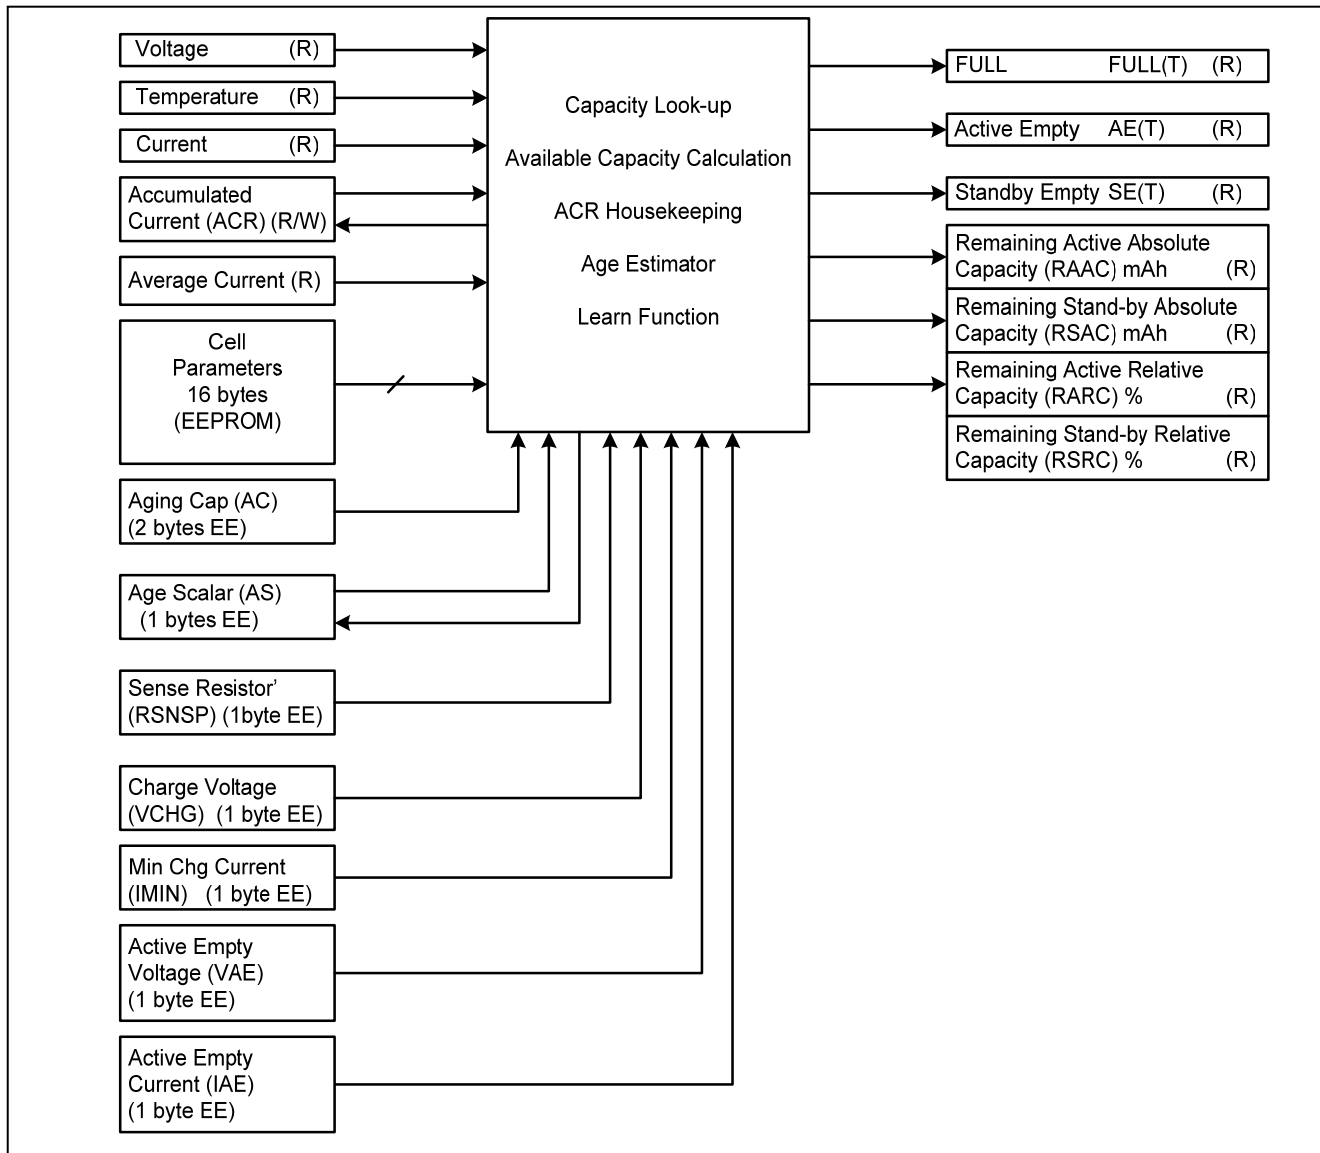 Voltage (R)
Temperature (R)
Current (R)
Accumulated
Current (ACR) (R/W)
Average Current (R)
Cell
Parameters
16 bytes
(EEPROM)
Aging Cap (AC)
(2 bytes EE)
Age Scalar (AS)
(1 bytes EE)
Sense Resistor'
(RSNSP) (1byte EE)
Charge Voltage
(VCHG) (1 byte EE)
Min Chg Current
(IMIN) (1 byte EE)
Active Empty
Voltage (VAE)
(1 byte EE)
Active Empty
Current (IAE)
(1 byte EE)
Capacity Look-up
Available Capacity Calculation
ACR Housekeeping
Age Estimator
Learn Function
FULL FULL(T) (R)
Active Empty AE(T) (R)
Standby Empty SE(T) (R)
Remaining Active Absolute
Capacity (RAAC) mAh (R)
Remaining Stand-by Absolute
Capacity (RSAC) mAh (R)
Remaining Active Relative
Capacity (RARC) % (R)
Remaining Stand-by Relative
Capacity (RSRC) % (R)